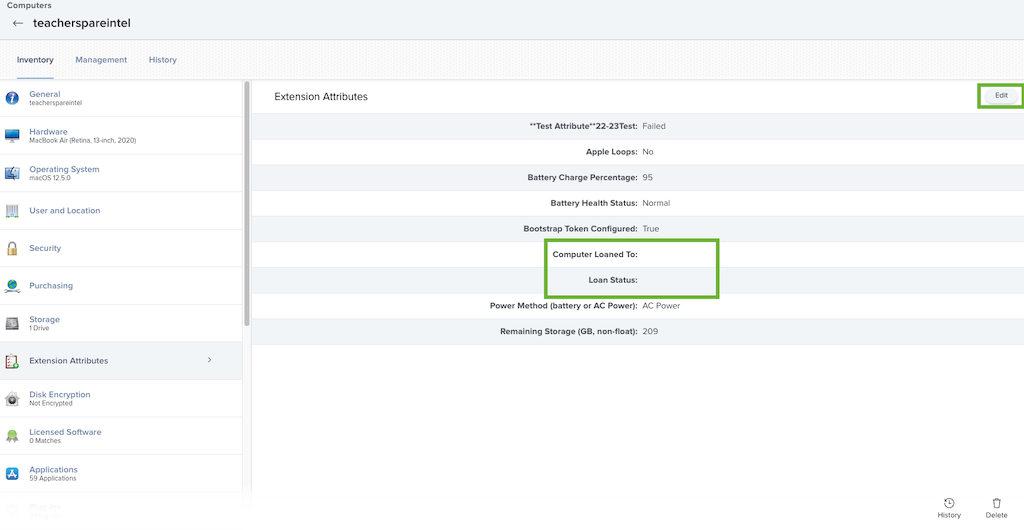 Computers
← teacherspareintel
Inventory Management History
General
teacherspareintel
Hardware
MacBook Air (Retina, 13-inch, 2020)
Operating System
macOS 12.5.0
User and Location
Security
Purchasing
Storage
1 Drive
Extension Attributes
Disk Encryption
Not Encrypted
Licensed Software
0 Matches
Applications
59 Applications
Extension Attributes
Edit
**Test Attribute**22-23Test: Failed
Apple Loops: No
Battery Charge Percentage: 95
Battery Health Status: Normal
Bootstrap Token Configured: True
Computer Loaned To:
Loan Status:
Power Method (battery or AC Power): AC Power
Remaining Storage (GB, non-float): 209
History Delete